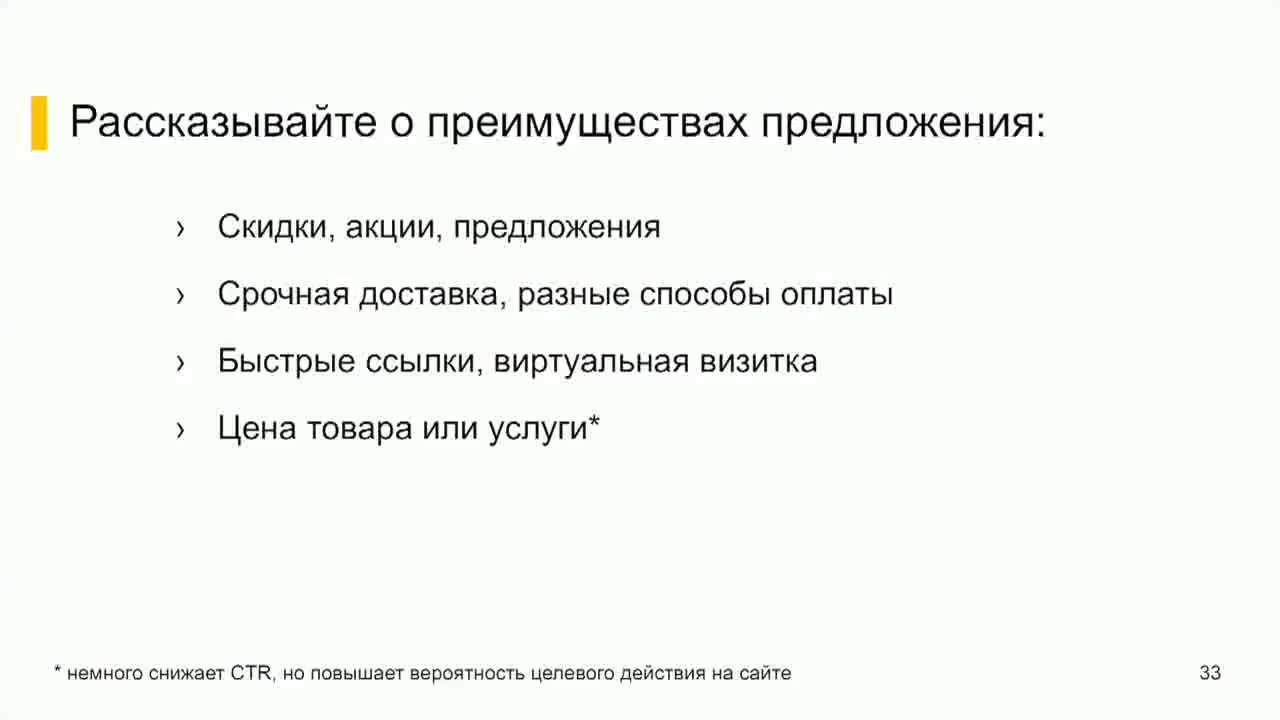 Рассказывайте о преимуществах предложения:
› Скидки, акции, предложения
› Срочная доставка, разные способы оплаты
› Быстрые ссылки, виртуальная визитка
› Цена товара или услуги*
* немного снижает CTR, но повышает вероятность целевого действия на сайте
33